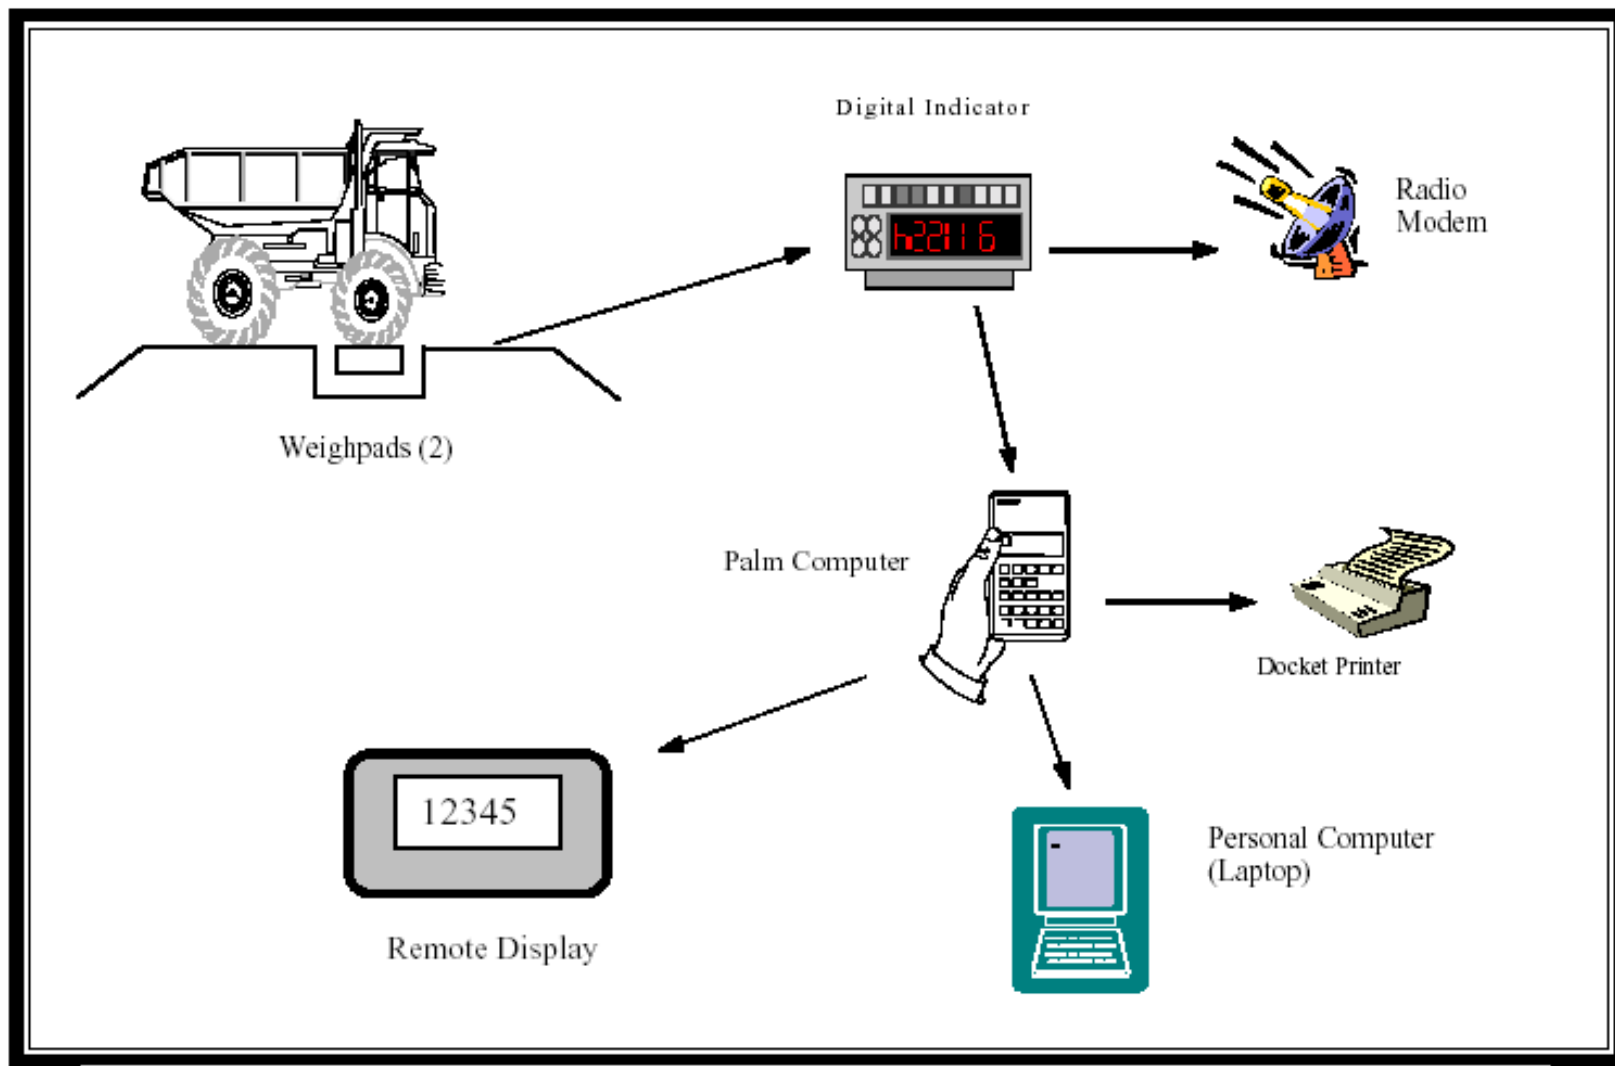 Digital Indicator
Radio
Modem
Weighpads (2)
Palm Computer
Docket Printer
12345
Personal Computer
(Laptop)
Remote Display